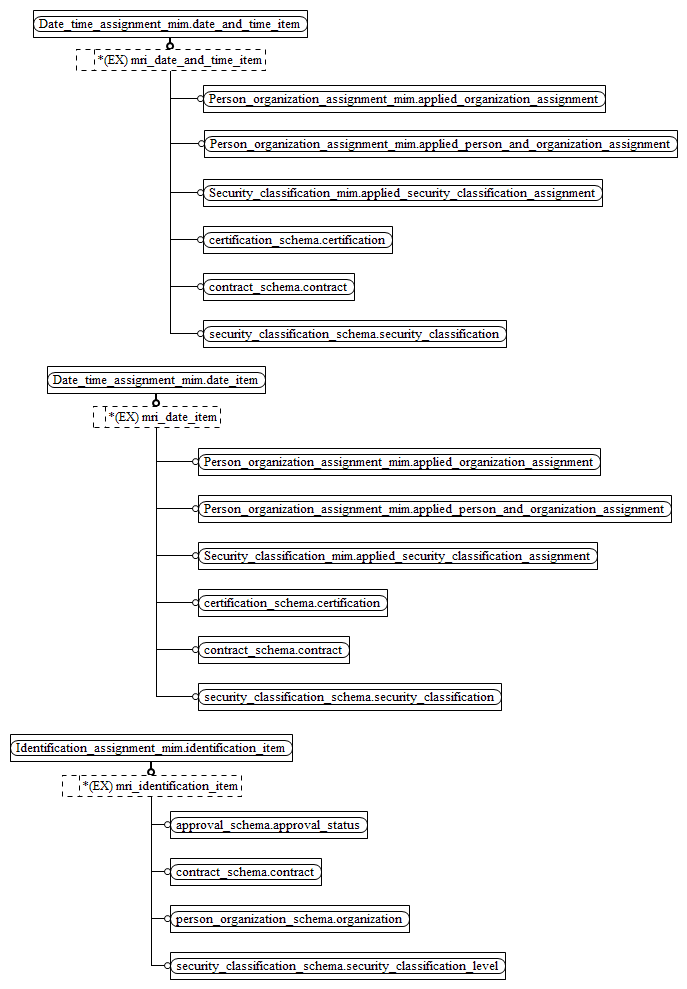 Date_time_assignment_mim.date_and_time_item
*(EX) mri_date_and_time_item
Person_organization_assignment_mim.applied_organization_assignment
Person_organization_assignment_mim.applied_person_and_organization_assignment
Security_classification_mim.applied_security_classification_assignment
certification_schema.certification
contract_schema.contract
security_classification_schema.security_classification
Date_time_assignment_mim.date_item
*(EX) mri_date_item
Person_organization_assignment_mim.applied_organization_assignment
Person_organization_assignment_mim.applied_person_and_organization_assignment
Security_classification_mim.applied_security_classification_assignment
certification_schema.certification
contract_schema.contract
security_classification_schema.security_classification
Identification_assignment_mim.identification_item
*(EX) mri_identification_item
approval_schema.approval_status
contract_schema.contract
person_organization_schema.organization
security_classification_schema.security_classification_level